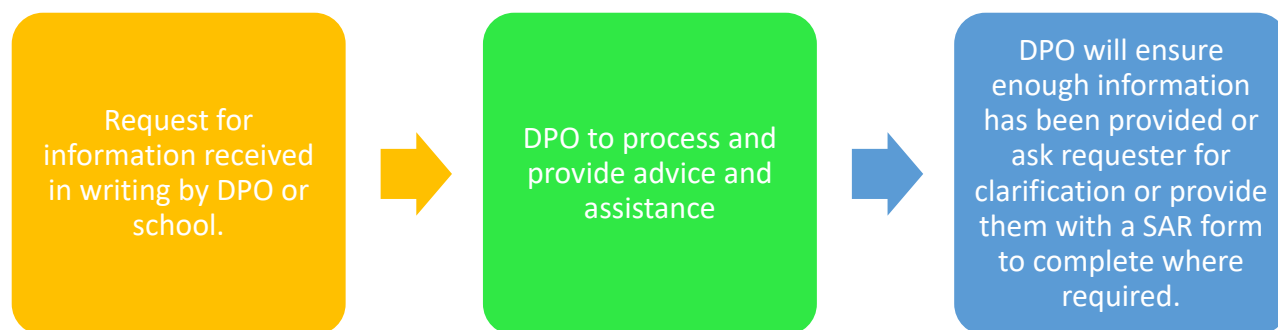 Request for
information received
in writing by DPO or
school.
DPO to process and
provide advice and
assistance
DPO will ensure
enough information
has been provided or
ask requester for
clarification or provide
them with a SAR form
to complete where
required.